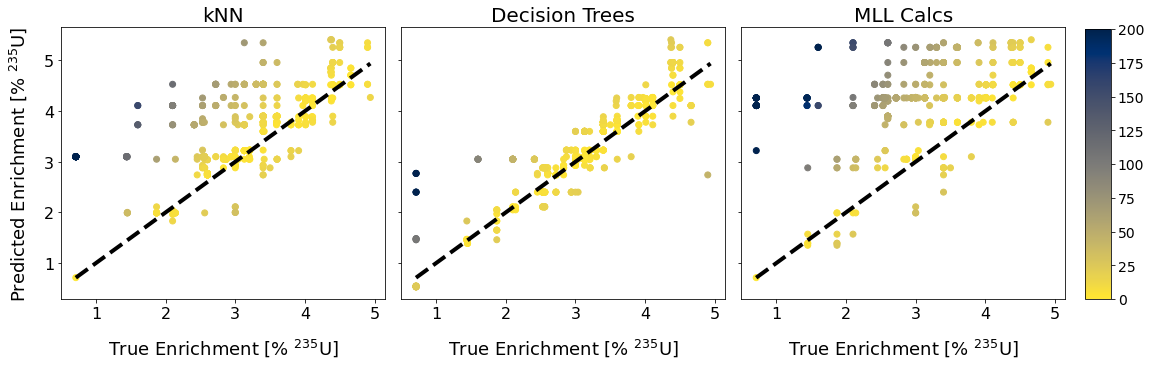 kNN
Decision Trees
MLL Calcs
Predicted Enrichment [% ²³⁵U]
5
4
3
2
1
1 2 3 4 5
1 2 3 4 5
1 2 3 4 5
True Enrichment [% ²³⁵U]
True Enrichment [% ²³⁵U]
True Enrichment [% ²³⁵U]
200
175
150
125
100
75
50
25
0